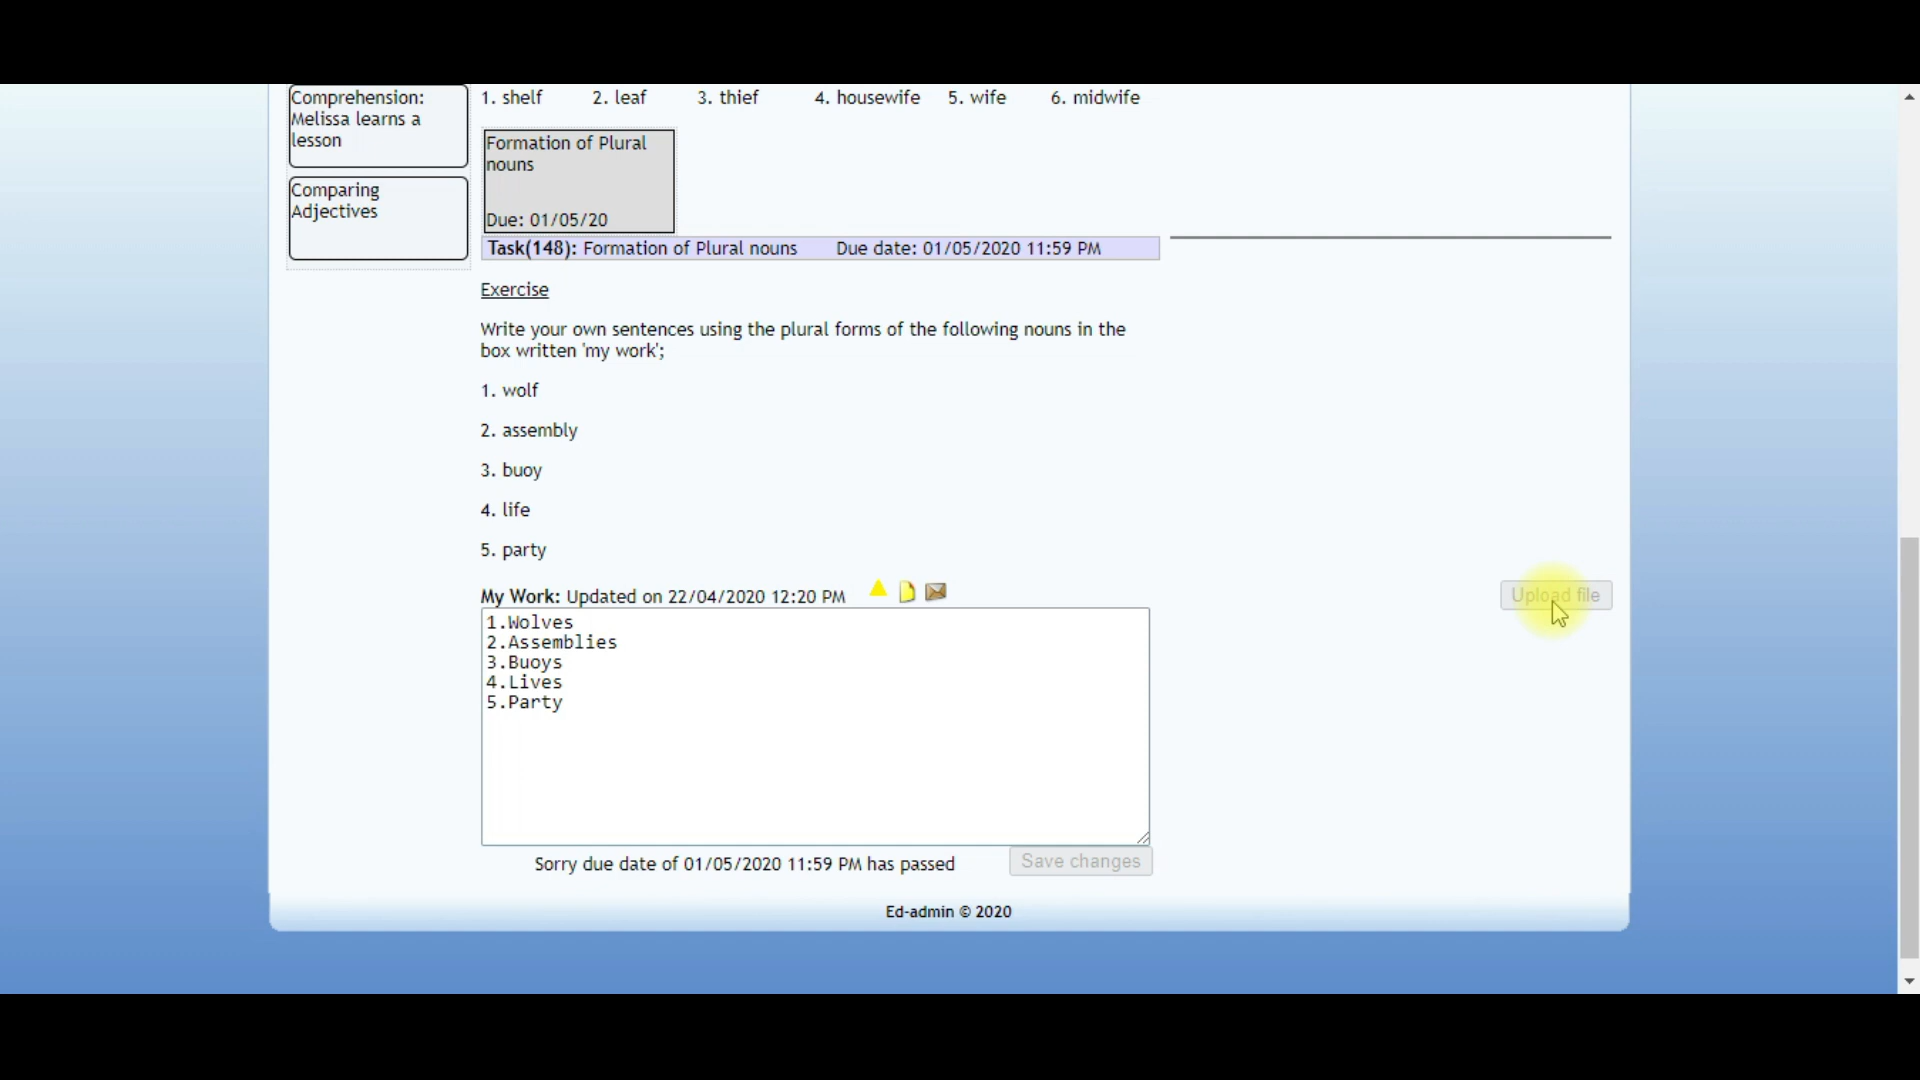 Comprehension:
Melissa learns a
lesson
Comparing
Adjectives
1. shelf 2. leaf 3. thief 4. housewife 5. wife 6. midwife
Formation of Plural
nouns
Due: 01/05/20
Task(148): Formation of Plural nouns Due date: 01/05/2020 11:59 PM
Exercise
Write your own sentences using the plural forms of the following nouns in the
box written 'my work';
1. wolf
2. assembly
3. buoy
4. life
5. party
My Work: Updated on 22/04/2020 12:20 PM
Upload file
1.Wolves
2.Assemblies
3.Buoys
4.Lives
5.Party
Sorry due date of 01/05/2020 11:59 PM has passed
Save changes
Ed-admin © 2020